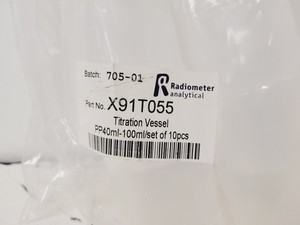 Batch: 705-01
Radiometer
analytical
Part No. X91T055
Titration Vessel
PP40ml-100ml/set of 10pcs